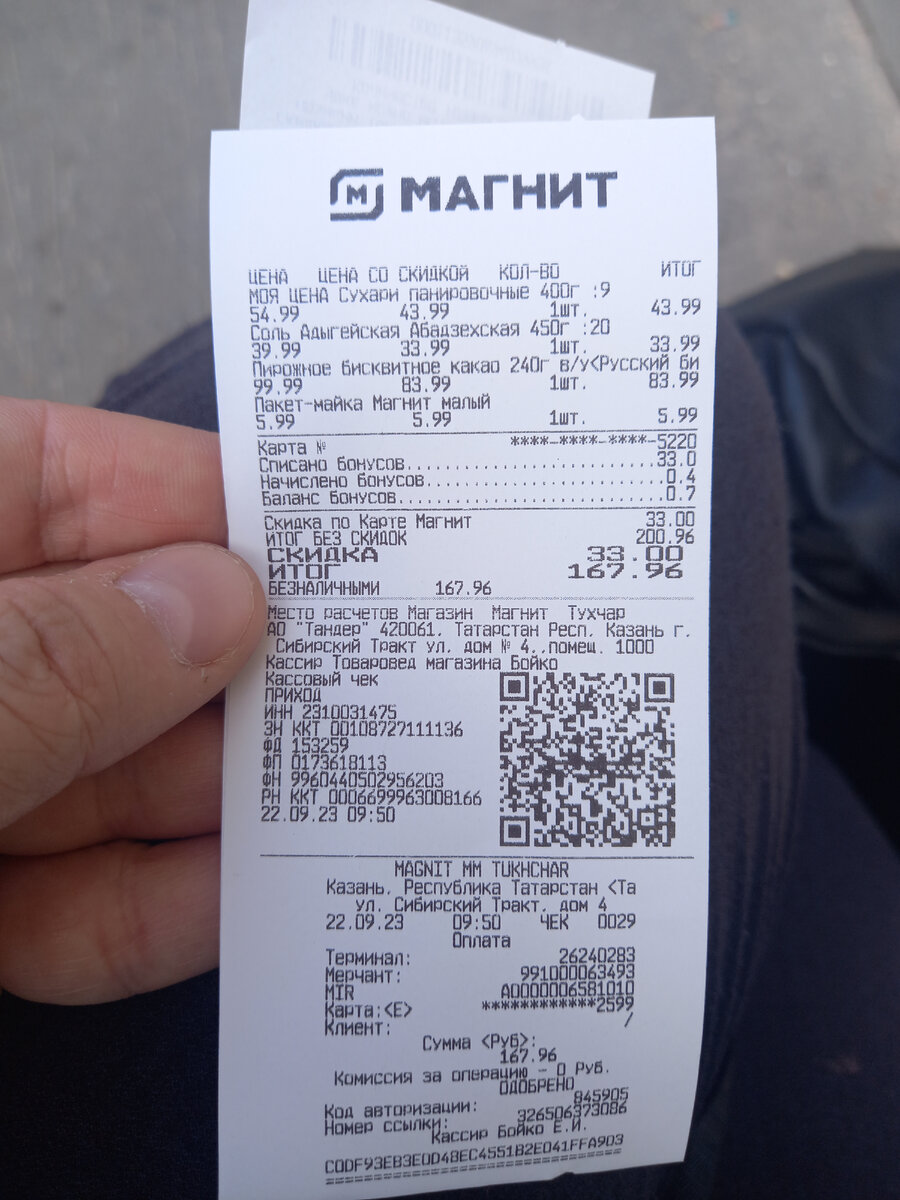 МАГНИТ
ЦЕНА ЦЕНА СО СКИДКОЙ КОЛ-ВО ИТОГ
МОЯ ЦЕНА Сухари панировочные 400г :9
54.99 43.99 1шт. 43.99
Соль Адыгейская Абадзехская 450г :20
39.99 33.99 1шт. 33.99
Пирожное бисквитное какао 240г в/у<Русский би
99.99 83.99 1шт. 83.99
Пакет-майка Магнит малый
5.99 5.99 1шт. 5.99
Карта № ****-****-****-5220
Списано бонусов..............................33.0
Начислено бонусов............................0.4
Баланс бонусов...............................0.7
Скидка по Карте Магнит 33.00
ИТОГ БЕЗ СКИДОК 200.96
СКИДКА 33.00
ИТОГ 167.96
БЕЗНАЛИЧНЫМИ 167.96
Место расчетов Магазин Магнит Тухчар
АО "Тандер" 420061, Татарстан Респ, Казань г.
Сибирский Тракт ул, дом № 4.,помещ. 1000
Кассир Товаровед магазина Бойко
Кассовый чек
ПРИХОД
ИНН 2310031475
ЗН ККТ 00108727111136
ФД 153259
ФП 0173618113
ФН 9960440502956203
РН ККТ 0006699963008166
22.09.23 09:50
MAGNIT MM TUKHCHAR
Казань, Республика Татарстан <Та
ул. Сибирский Тракт, дом 4
22.09.23 09:50 ЧЕК 0029
Оплата
Терминал: 26240283
Мерчант: 991000063493
MIR A0000006581010
Карта:<E> ************2599
Клиент: /
Сумма <Руб>:
167.96
Комиссия за операцию - 0 Руб.
ОДОБРЕНО
Код авторизации: 845905
Номер ссылки: 326506373086
Кассир Бойко Е.И.
C0DF93EB3E0D48EC4551B2E041FFA903